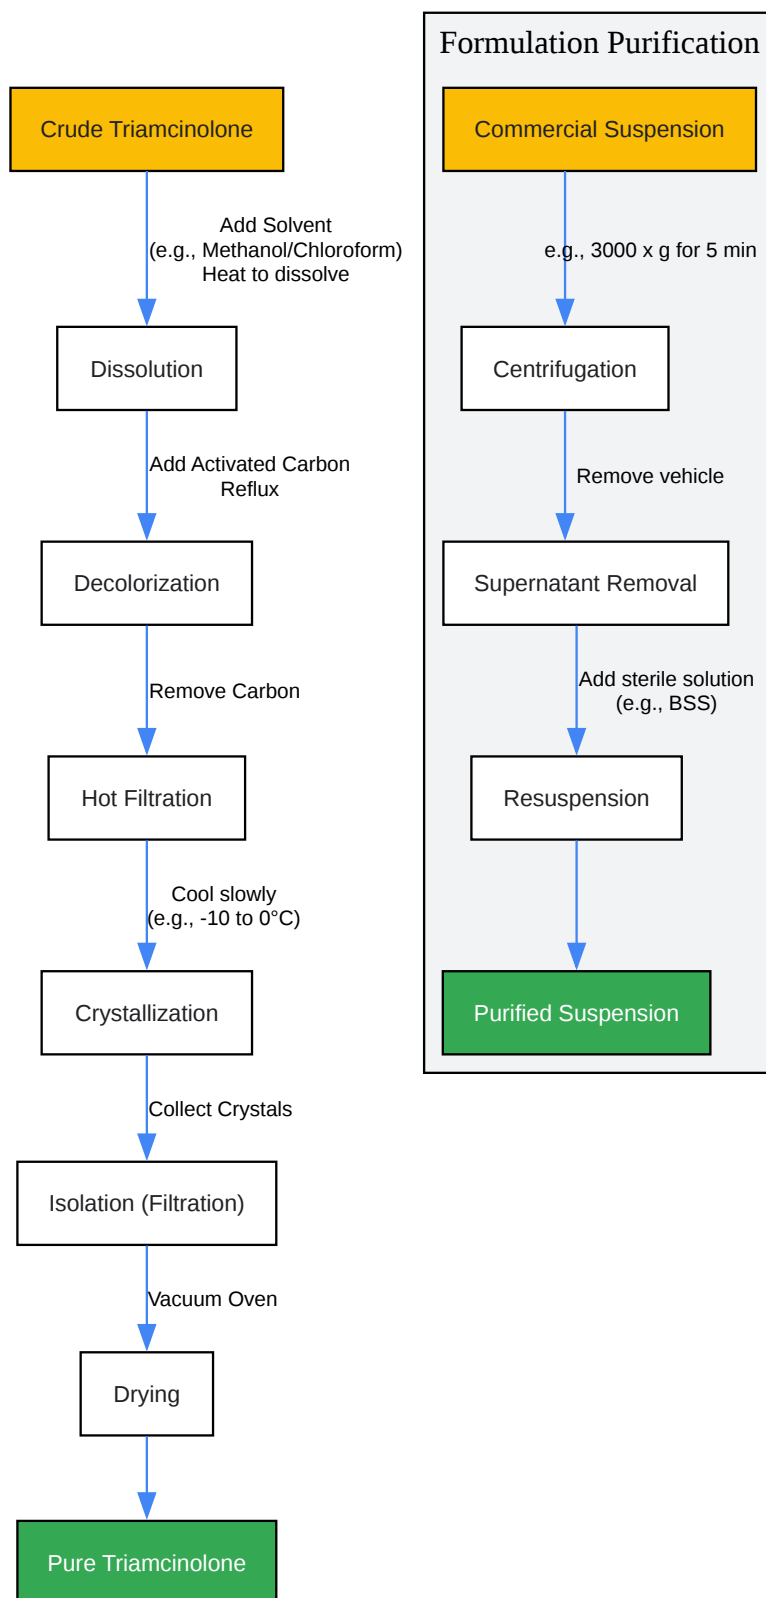 Crude Triamcinolone
Add Solvent
(e.g., Methanol/Chloroform)
Heat to dissolve
Dissolution
Add Activated Carbon
Reflux
Decolorization
Remove Carbon
Hot Filtration
Cool slowly
(e.g., -10 to 0°C)
Crystallization
Collect Crystals
Isolation (Filtration)
Vacuum Oven
Drying
Pure Triamcinolone
Formulation Purification
Commercial Suspension
e.g., 3000 x g for 5 min
Centrifugation
Remove vehicle
Supernatant Removal
Add sterile solution
(e.g., BSS)
Resuspension
Purified Suspension